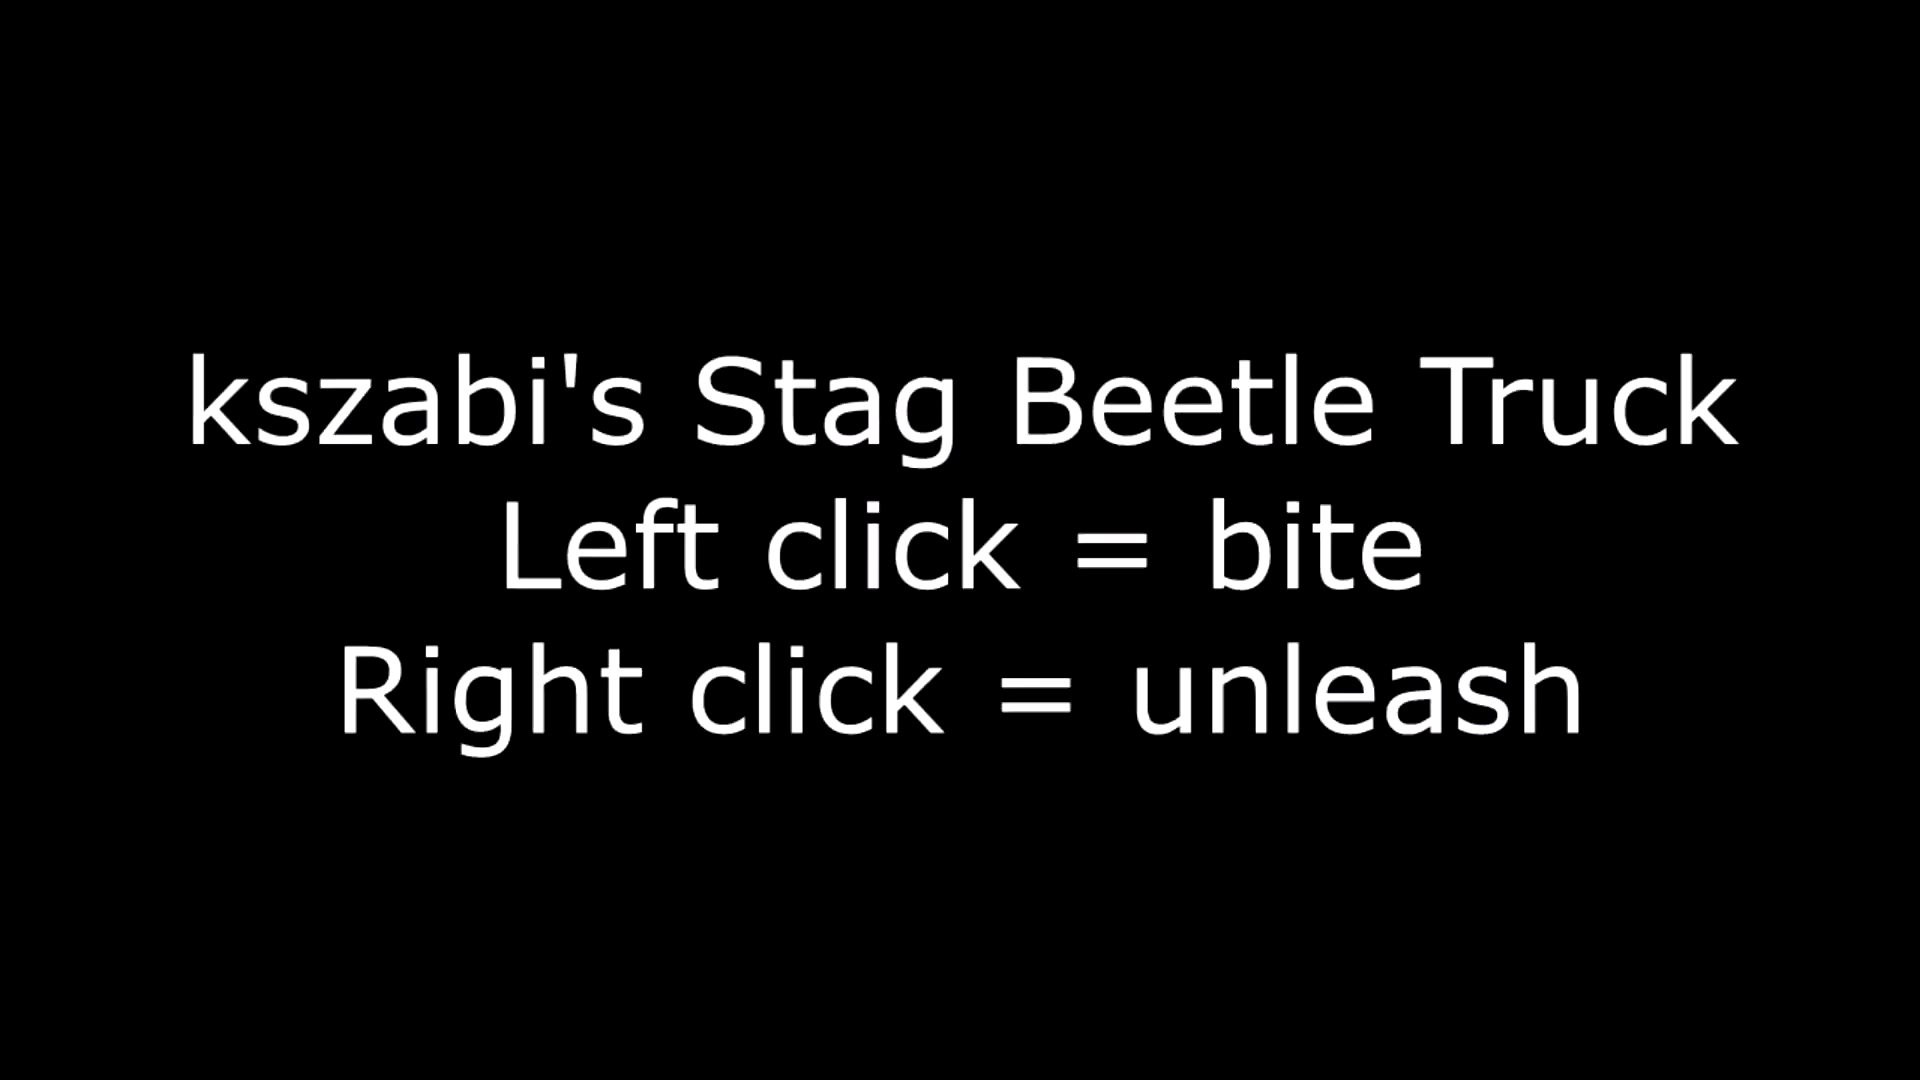 kszabi's Stag Beetle Truck
Left click = bite
Right click = unleash